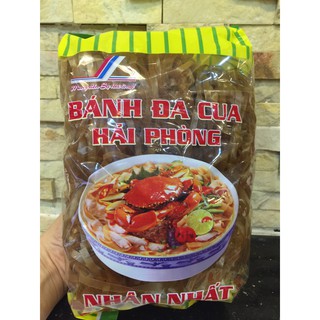 BÁNH ĐA CUA
HẢI PHÒNG
NHÂN NHẤT